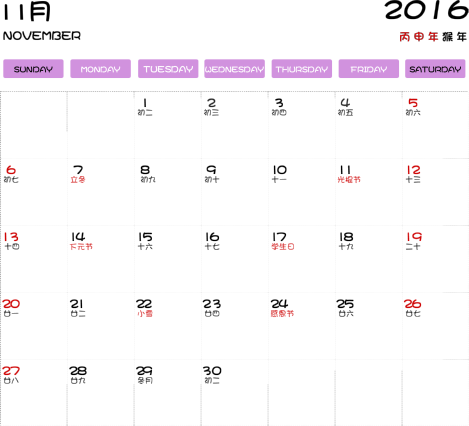 11月 2016
NOVEMBER 丙申年猴年
SUNDAY MONDAY TUESDAY WEDNESDAY THURSDAY FRIDAY SATURDAY
1 2 3 4 5
初二 初三 初四 初五 初六
6 7 8 9 10 11 12
初七 立冬 初九 初十 十一 光棍节 十三
13 14 15 16 17 18 19
十四 下元节 十六 十七 学生日 十九 二十
20 21 22 23 24 25 26
廿一 廿二 小雪 廿四 感恩节 廿六 廿七
27 28 29 30
廿八 廿九 冬月 初二